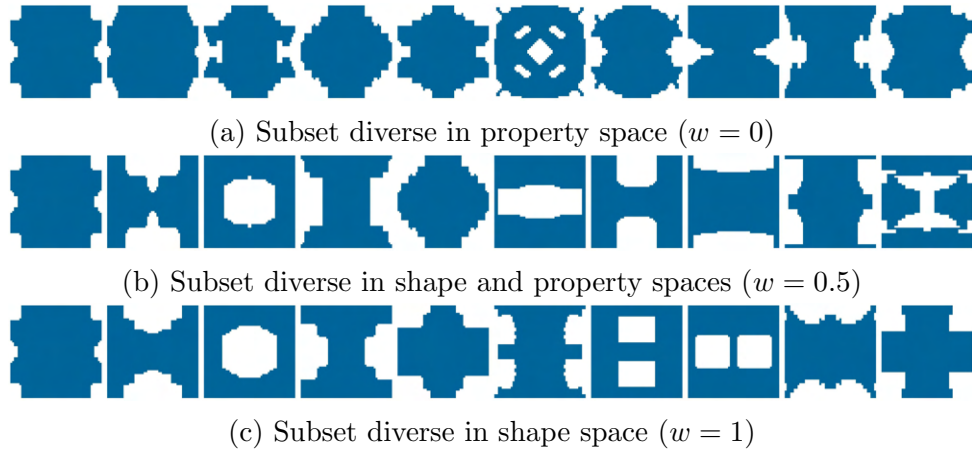 (a) Subset diverse in property space (w = 0)
(b) Subset diverse in shape and property spaces (w = 0.5)
(c) Subset diverse in shape space (w = 1)